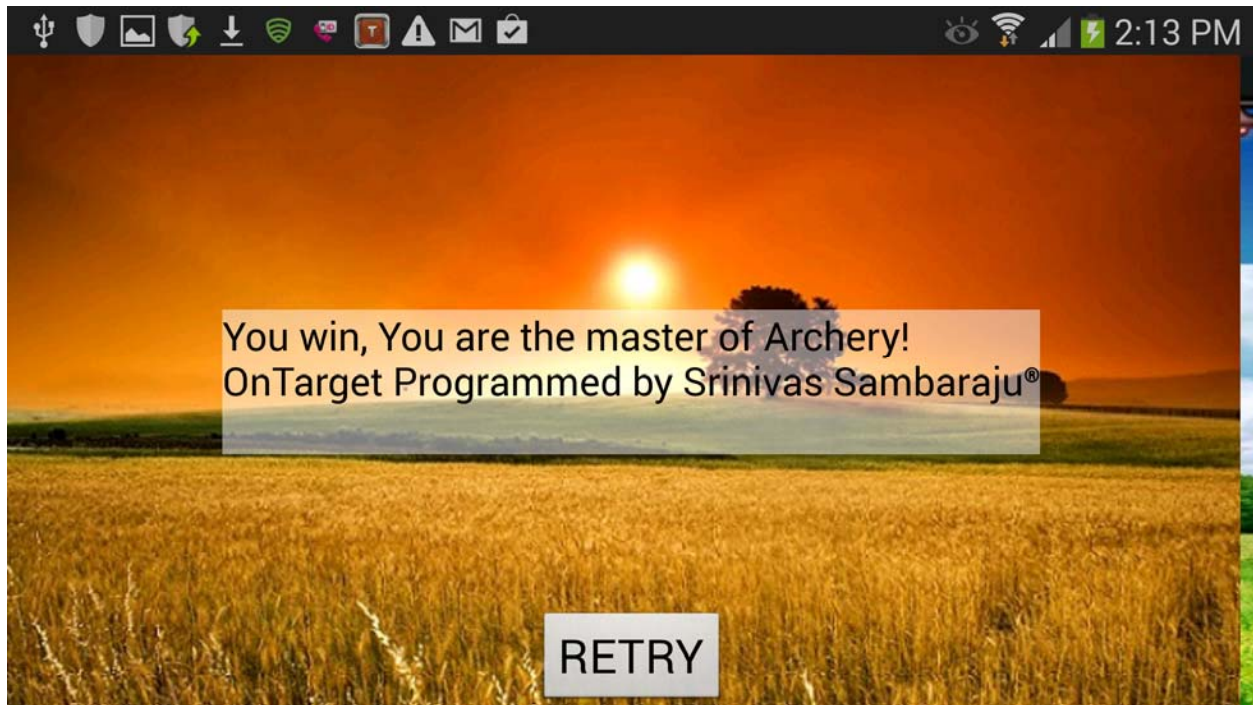 2:13 PM
You win, You are the master of Archery!
OnTarget Programmed by Srinivas Sambaraju®
RETRY